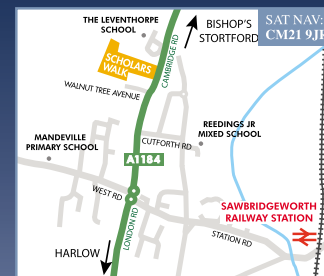 THE LEVENTHORPE
SCHOOL
BISHOP'S
STORTFORD
SAT NAV:
CM21 9JR
SCHOLARS
WALK
CAMBRIDGE RD
WALNUT TREE AVENUE
REEDINGS JR
MIXED SCHOOL
MANDEVILLE
PRIMARY SCHOOL
CUTFORTH RD
A1184
WEST RD
SAWBRIDGEWORTH
RAILWAY STATION
LONDON RD
STATION RD
HARLOW